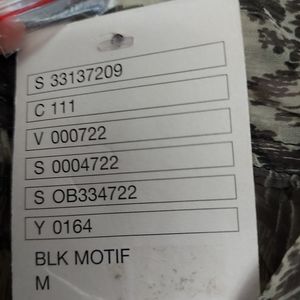 S 33137209
C 111
V 000722
S 0004722
S OB334722
Y 0164
BLK MOTIF
M